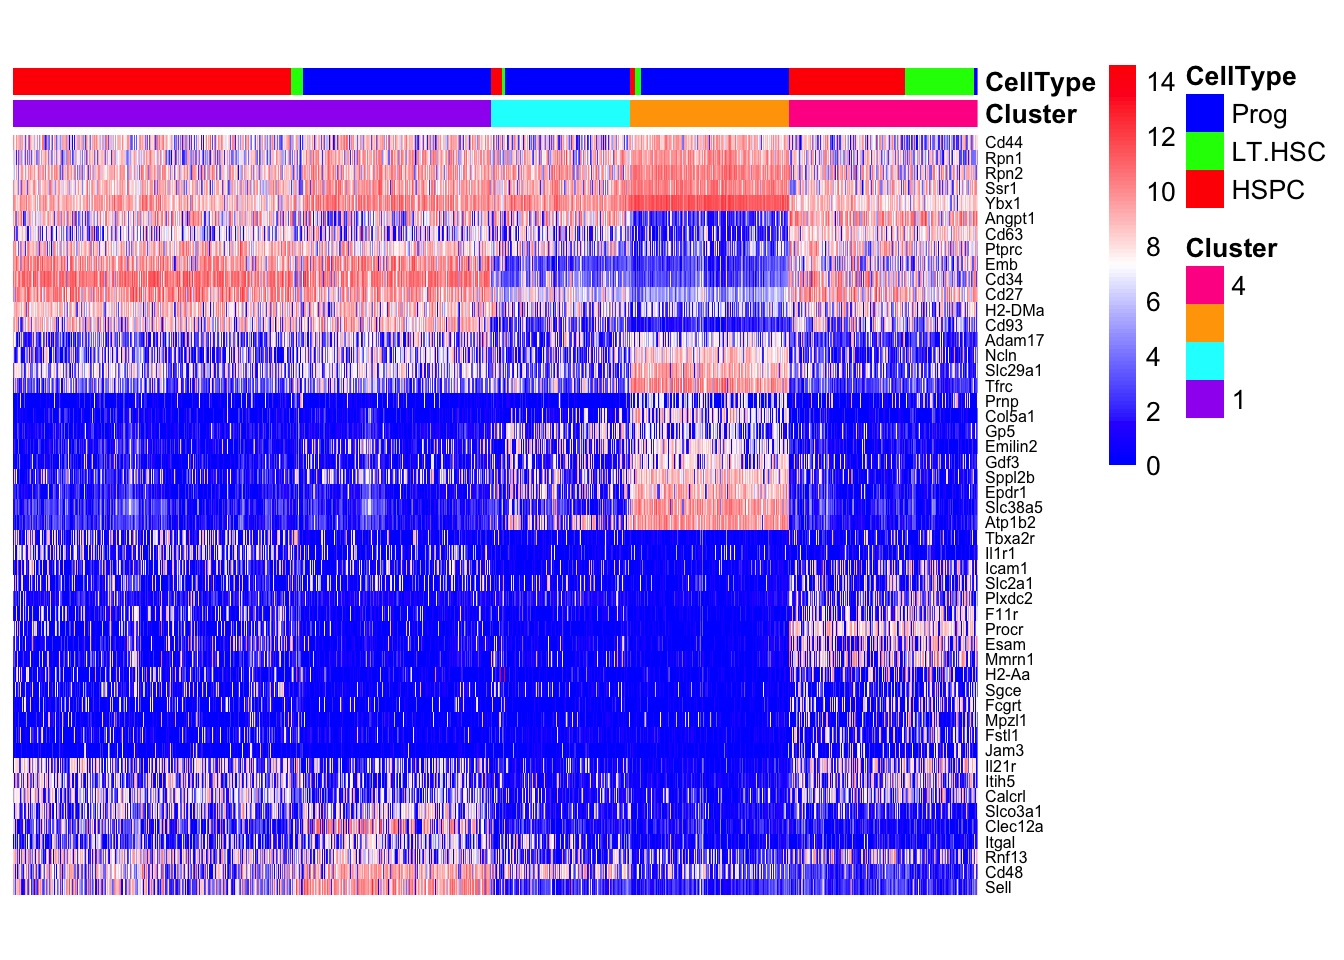 CellType
Cluster
Cd44
Rpn1
Rpn2
Ssr1
Ybx1
Angpt1
Cd63
Ptprc
Emb
Cd34
Cd27
H2-DMa
Cd93
Adam17
Ncln
Slc29a1
Tfrc
Prnp
Col5a1
Gp5
Emilin2
Gdf3
Sppl2b
Epdr1
Slc38a5
Atp1b2
Tbxa2r
Il1r1
Icam1
Slc2a1
Plxdc2
F11r
Procr
Esam
Mmrn1
H2-Aa
Sgce
Fcgrt
Mpzl1
Fstl1
Jam3
Il21r
Itih5
Calcrl
Slco3a1
Clec12a
Itgal
Rnf13
Cd48
Sell
14
12
10
8
6
4
2
0
CellType
Prog
LT.HSC
HSPC
Cluster
4
1